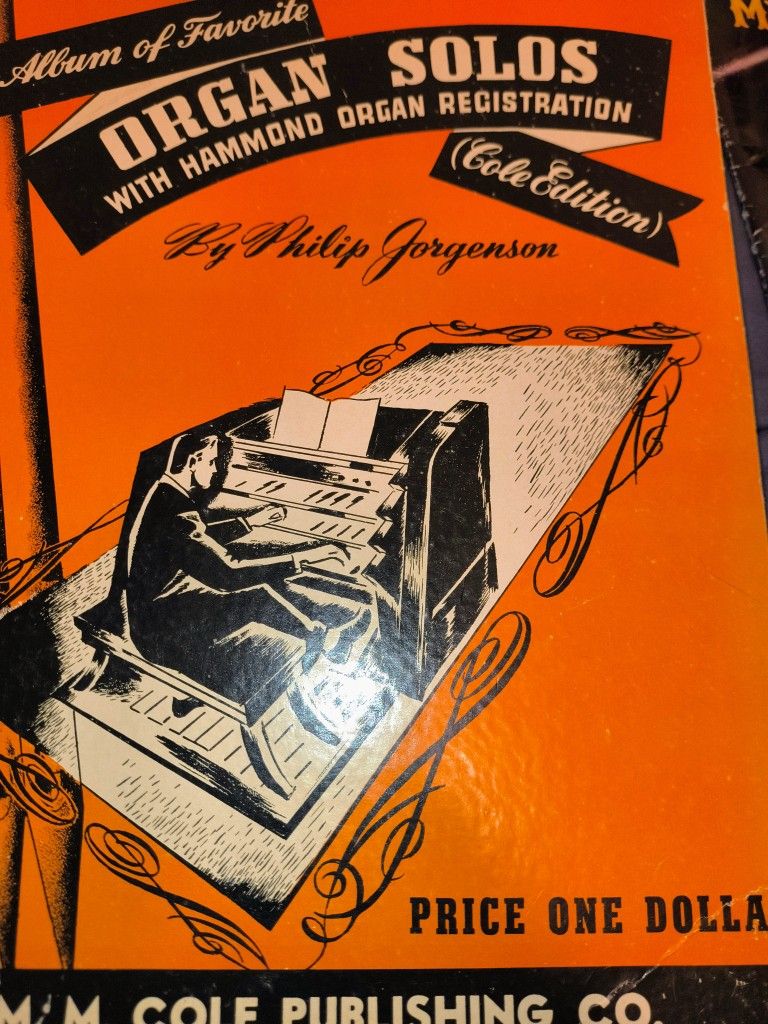 Album of Favorite
ORGAN SOLOS
WITH HAMMOND ORGAN REGISTRATION
(Cole Edition)
By Philip Jorgenson
PRICE ONE DOLLA
M. M. COLE PUBLISHING CO.